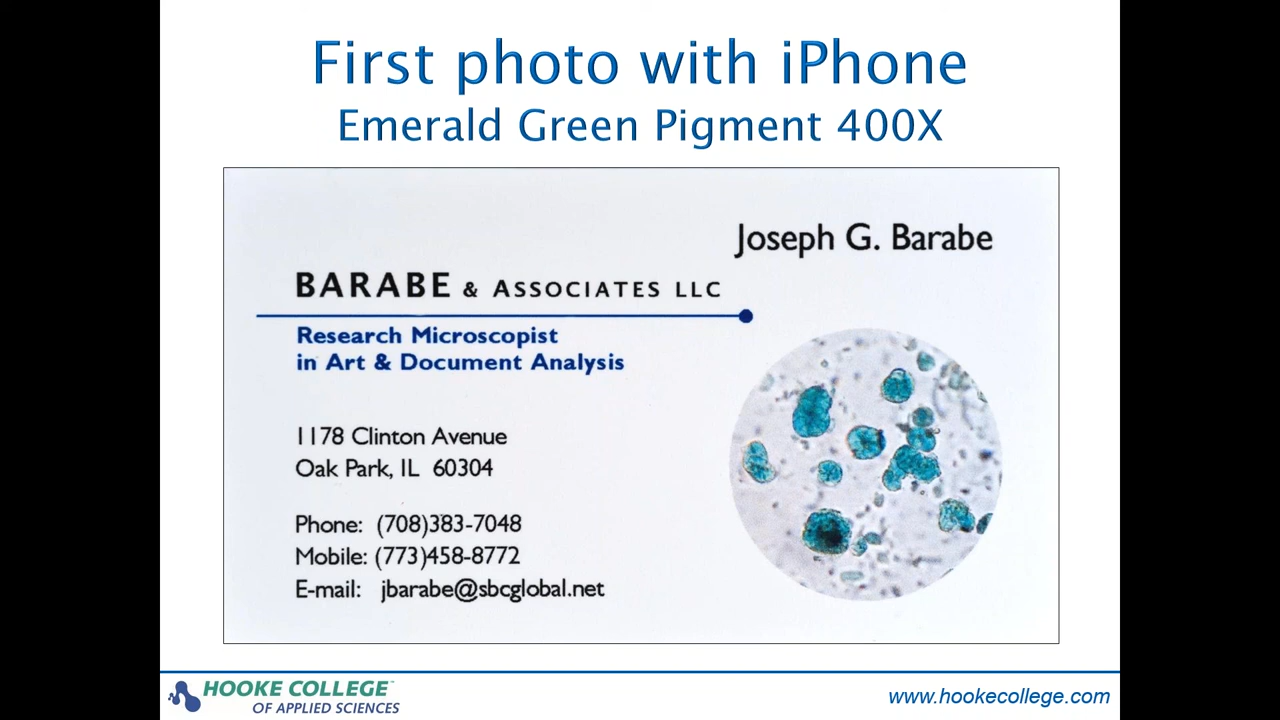 First photo with iPhone
Emerald Green Pigment 400X
Joseph G. Barabe
BARABE & ASSOCIATES LLC
Research Microscopist
in Art & Document Analysis
1178 Clinton Avenue
Oak Park, IL 60304
Phone: (708)383-7048
Mobile: (773)458-8772
E-mail: jbarabe@sbcglobal.net
HOOKE COLLEGE™
OF APPLIED SCIENCES
www.hookecollege.com